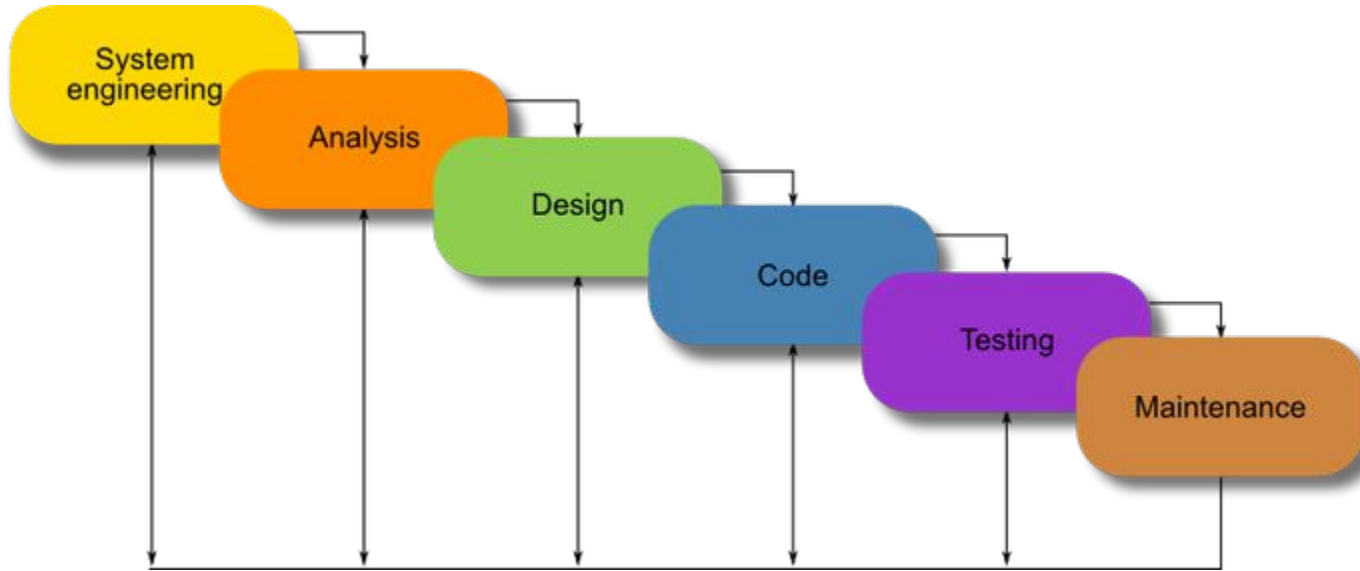 System
engineering
Analysis
Design
Code
Testing
Maintenance